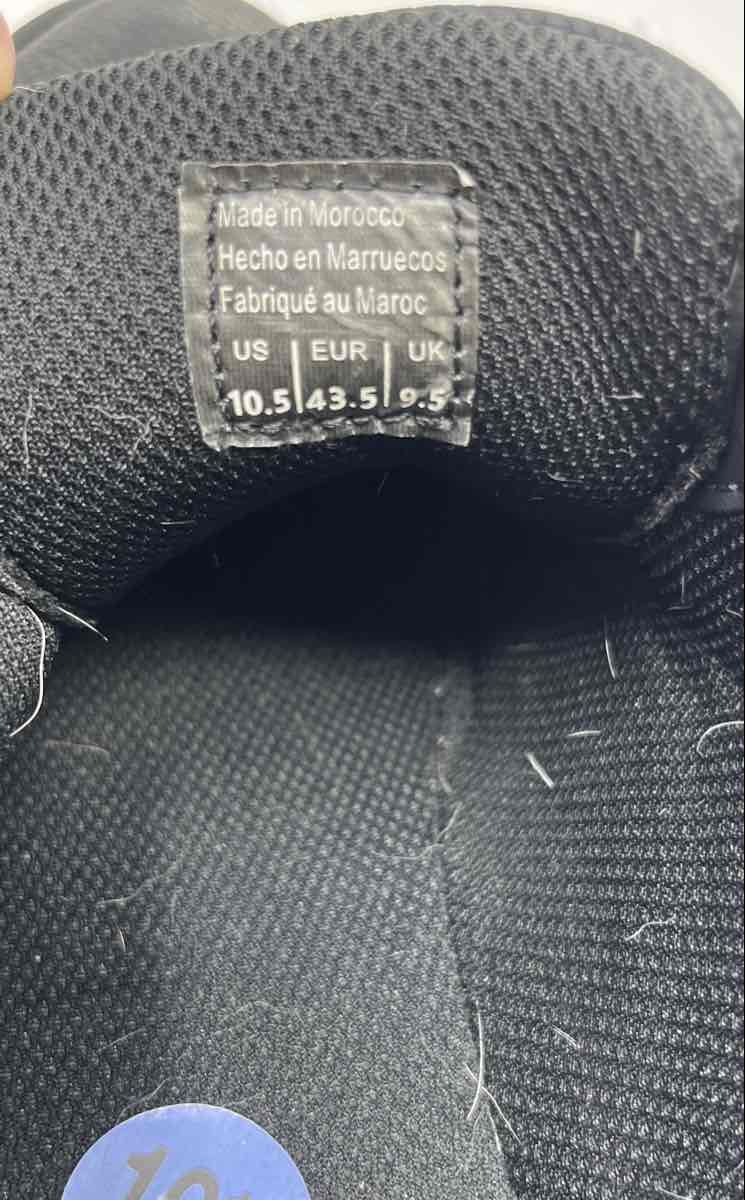 Made in Morocco
Hecho en Marruecos
Fabriqué au Maroc
US | EUR | UK
10.5 | 43.5 | 9.5